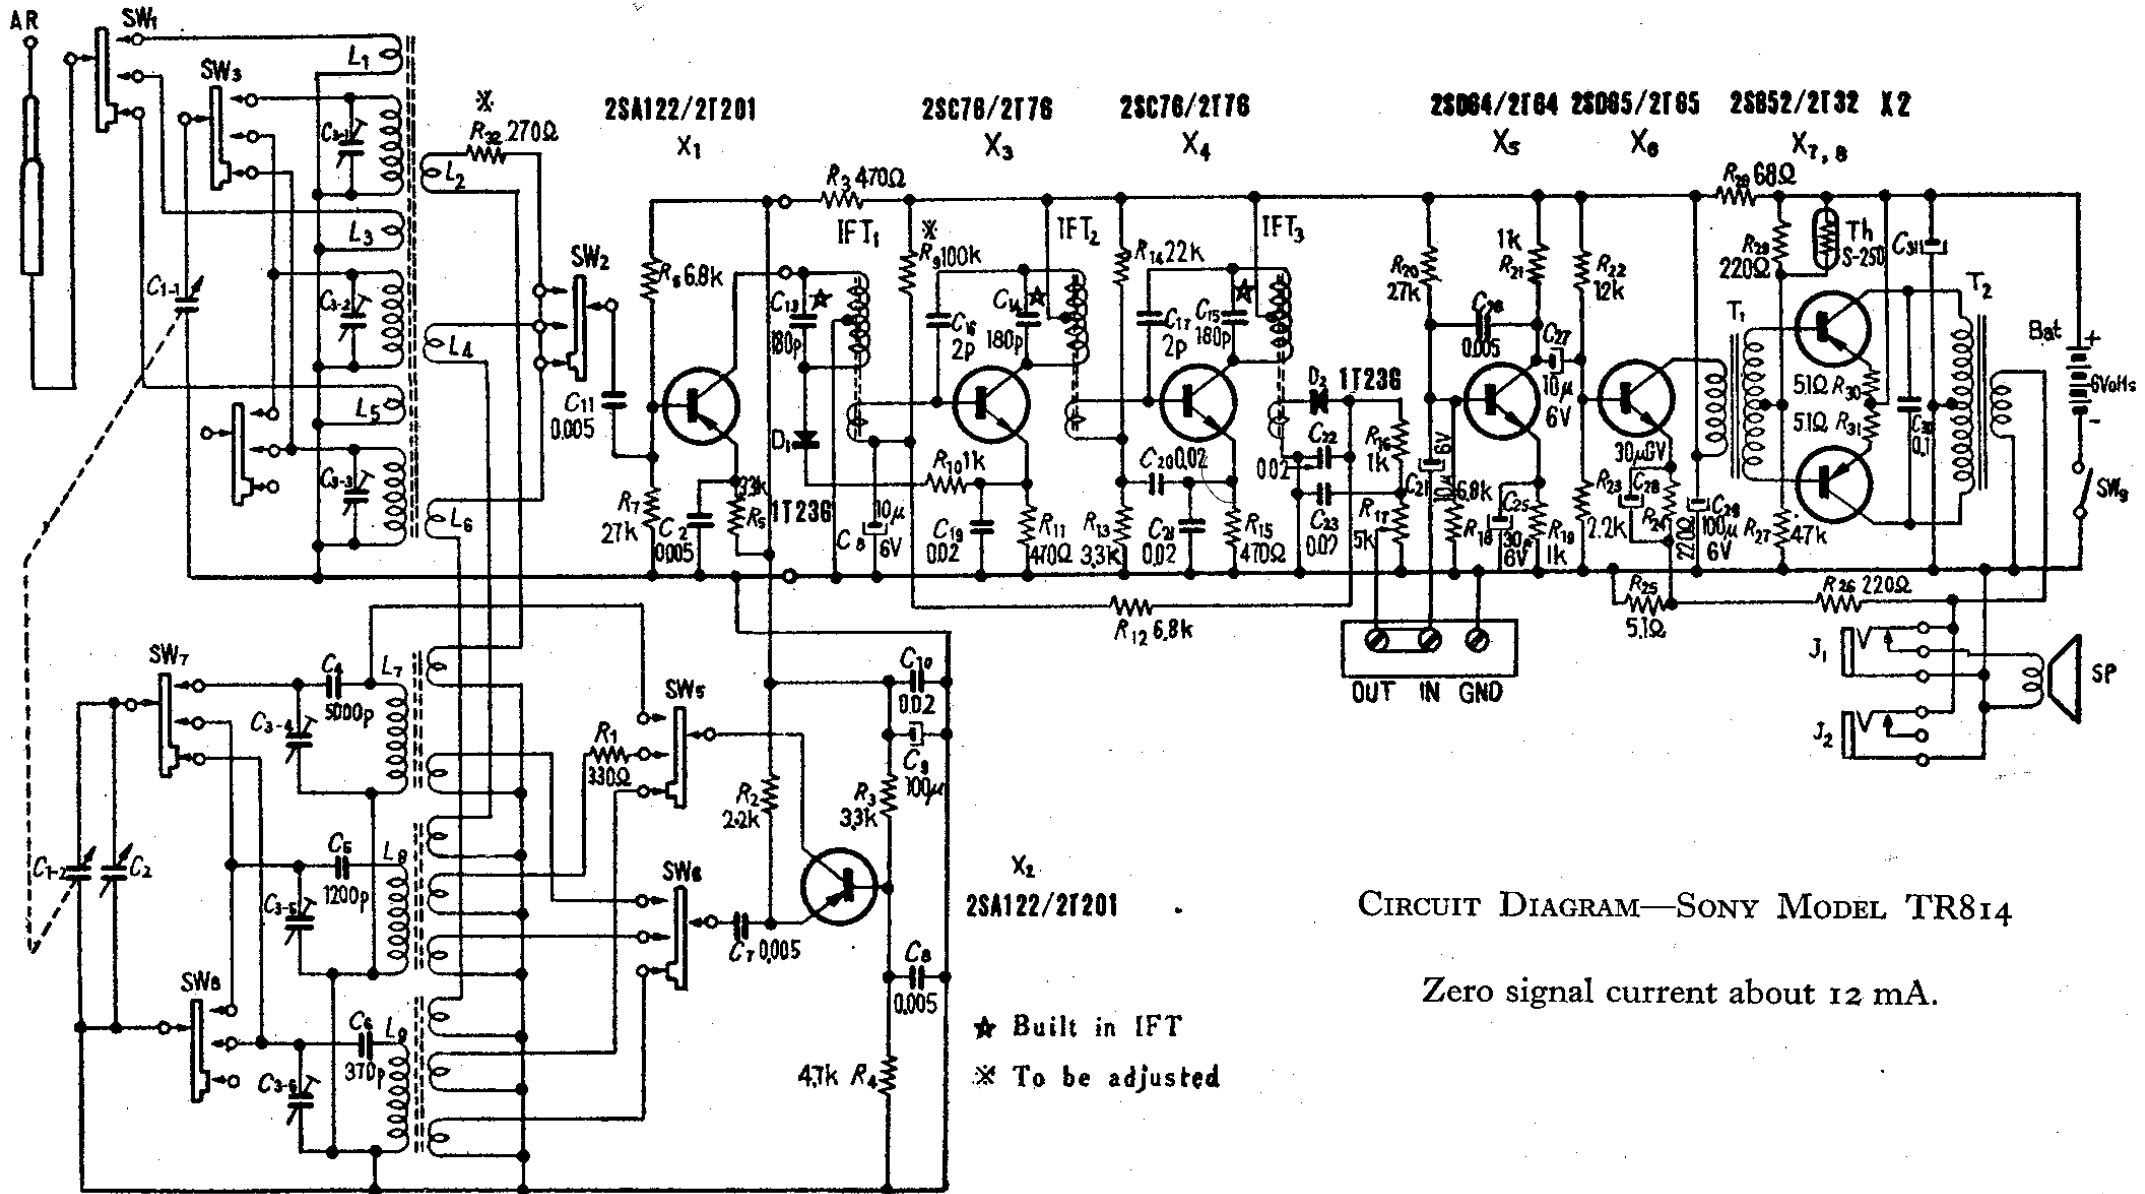 AR
SW₁
SW₃
L₁
C₃₋₁
※
R₃₂ 270Ω
L₂
L₃
C₁₋₁
C₃₋₂
L₄
L₅
C₃₋₃
L₆
SW₂
C₁₁
0.005
2SA122/2T201
X₁
2SC76/2T76
X₃
2SC76/2T76
X₄
2SD64/2T64
X₅
2SD65/2T65
X₆
2SB52/2T32 X2
X₇,₈
R₆ 6.8k
R₇
27k
C₂
0.005
3.3k
R₅
R₃ 470Ω
IFT₁
C₁₃
☆
180p
D₁
1T23G
C₈
10μ
6V
※
R₉ 100k
C₁₆
2p
C₁₄
☆
180p
IFT₂
R₁₀ 1k
C₁₉
0.02
R₁₁
470Ω
R₁₄ 22k
C₁₇
2p
C₁₅
☆
180p
IFT₃
C₂₀ 0.02
R₁₃
3.3k
C₂₁
0.02
R₁₅
470Ω
D₂ 1T23G
C₂₂
0.02
C₂₃
0.02
R₁₆
1k
R₁₇
5k
R₁₂ 6.8k
R₂₀
27k
C₂₁
10μ
6V
6.8k
R₁₈
1k
R₂₁
C₂₆
0.005
C₂₇
10μ
6V
C₂₅
30μ
6V
R₁₉
1k
R₂₂
12k
R₂₃
2.2k
30μ6V
C₂₈
R₂₄
220Ω
C₂₉
100μ
6V
R₂₅
5.1Ω
R₂₆ 220Ω
R₂₇
4.7k
R₂₈ 68Ω
R₂₉
220Ω
Th
S-250
T₁
5.1Ω R₃₀
5.1Ω R₃₁
C₃₁
C₃₀
0.1
T₂
Bat
+
6Volts
-
SW₉
OUT IN GND
J₁
J₂
SP
SW₇
C₄
5000p
L₇
C₃₋₄
C₁₋₂
C₂
C₅
1200p
L₈
C₃₋₅
SW₈
C₆
370p
L₉
C₃₋₆
R₁
330Ω
SW₅
SW₆
R₂
2.2k
C₇ 0.005
C₁₀
0.02
C₉
100μ
R₃
3.3k
X₂
2SA122/2T201
C₈
0.005
4.7k R₄
☆ Built in IFT
※ To be adjusted
Circuit Diagram—Sony Model TR814
Zero signal current about 12 mA.